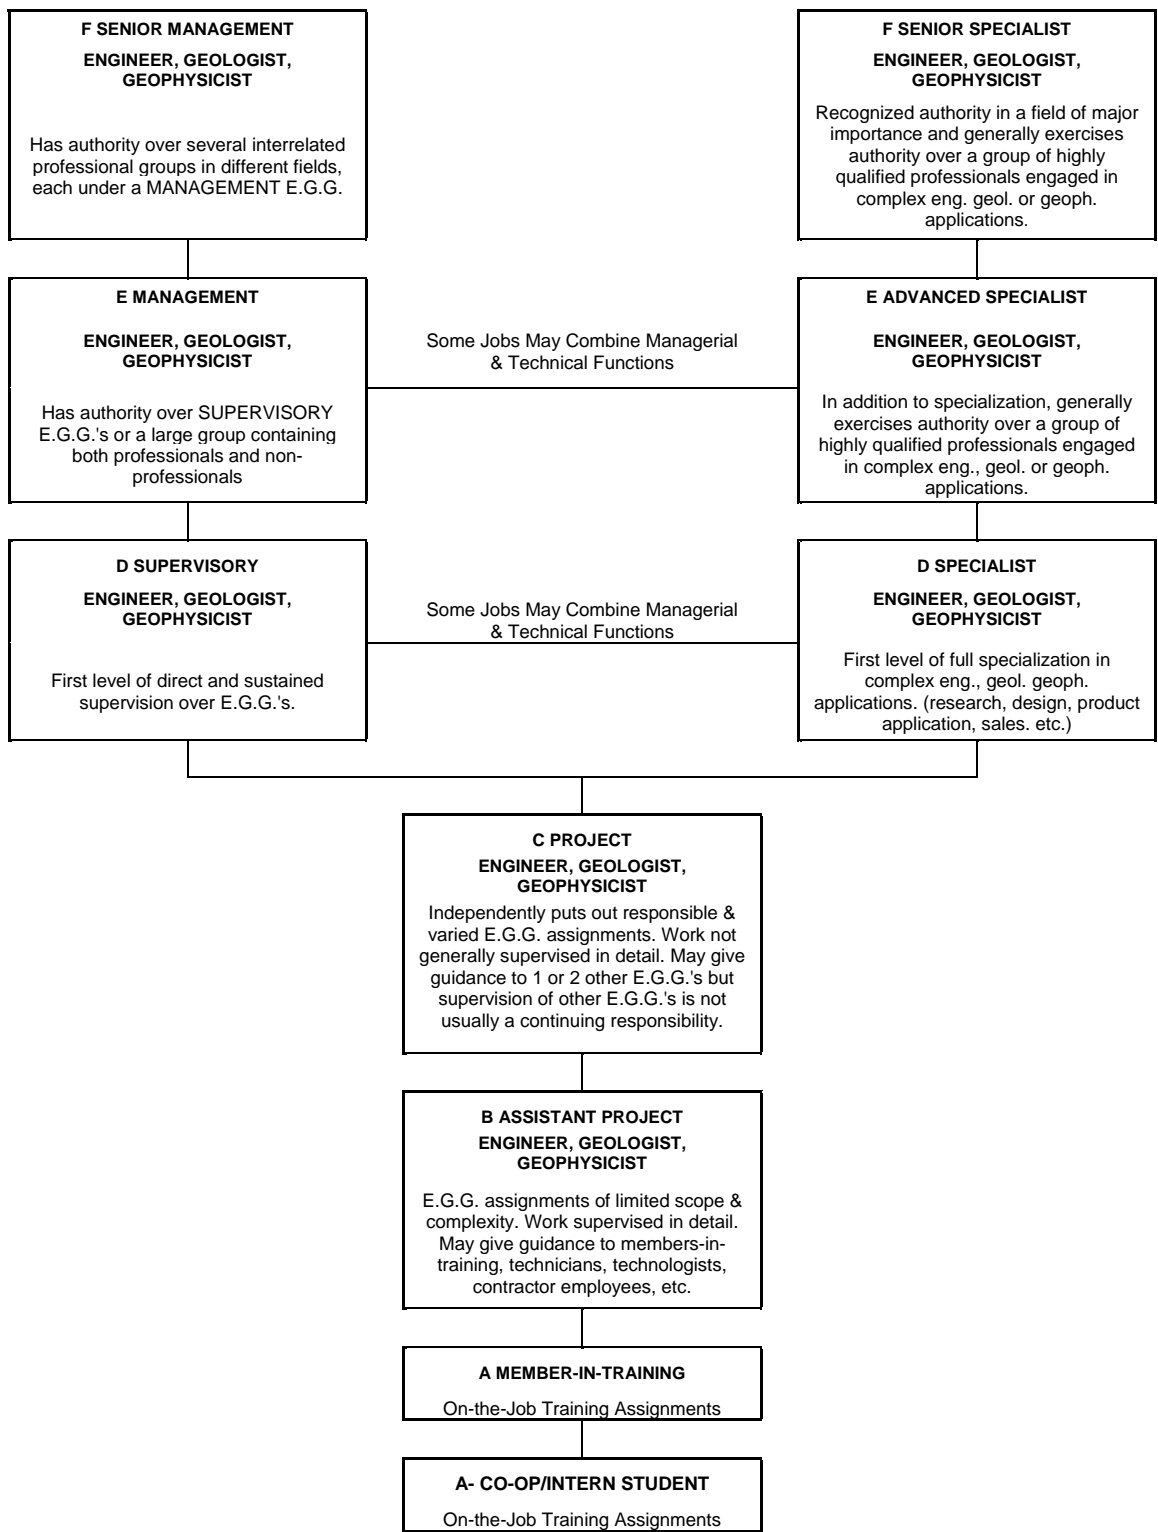 F SENIOR MANAGEMENT
ENGINEER, GEOLOGIST,
GEOPHYSICIST
Has authority over several interrelated
professional groups in different fields,
each under a MANAGEMENT E.G.G.
F SENIOR SPECIALIST
ENGINEER, GEOLOGIST,
GEOPHYSICIST
Recognized authority in a field of major
importance and generally exercises
authority over a group of highly
qualified professionals engaged in
complex eng. geol. or geoph.
applications.
E MANAGEMENT
ENGINEER, GEOLOGIST,
GEOPHYSICIST
Has authority over SUPERVISORY
E.G.G.'s or a large group containing
both professionals and non-
professionals
Some Jobs May Combine Managerial
& Technical Functions
E ADVANCED SPECIALIST
ENGINEER, GEOLOGIST,
GEOPHYSICIST
In addition to specialization, generally
exercises authority over a group of
highly qualified professionals engaged
in complex eng., geol. or geoph.
applications.
D SUPERVISORY
ENGINEER, GEOLOGIST,
GEOPHYSICIST
First level of direct and sustained
supervision over E.G.G.'s.
Some Jobs May Combine Managerial
& Technical Functions
D SPECIALIST
ENGINEER, GEOLOGIST,
GEOPHYSICIST
First level of full specialization in
complex eng., geol. geoph.
applications. (research, design, product
application, sales. etc.)
C PROJECT
ENGINEER, GEOLOGIST,
GEOPHYSICIST
Independently puts out responsible &
varied E.G.G. assignments. Work not
generally supervised in detail. May give
guidance to 1 or 2 other E.G.G.'s but
supervision of other E.G.G.'s is not
usually a continuing responsibility.
B ASSISTANT PROJECT
ENGINEER, GEOLOGIST,
GEOPHYSICIST
E.G.G. assignments of limited scope &
complexity. Work supervised in detail.
May give guidance to members-in-
training, technicians, technologists,
contractor employees, etc.
A MEMBER-IN-TRAINING
On-the-Job Training Assignments
A- CO-OP/INTERN STUDENT
On-the-Job Training Assignments